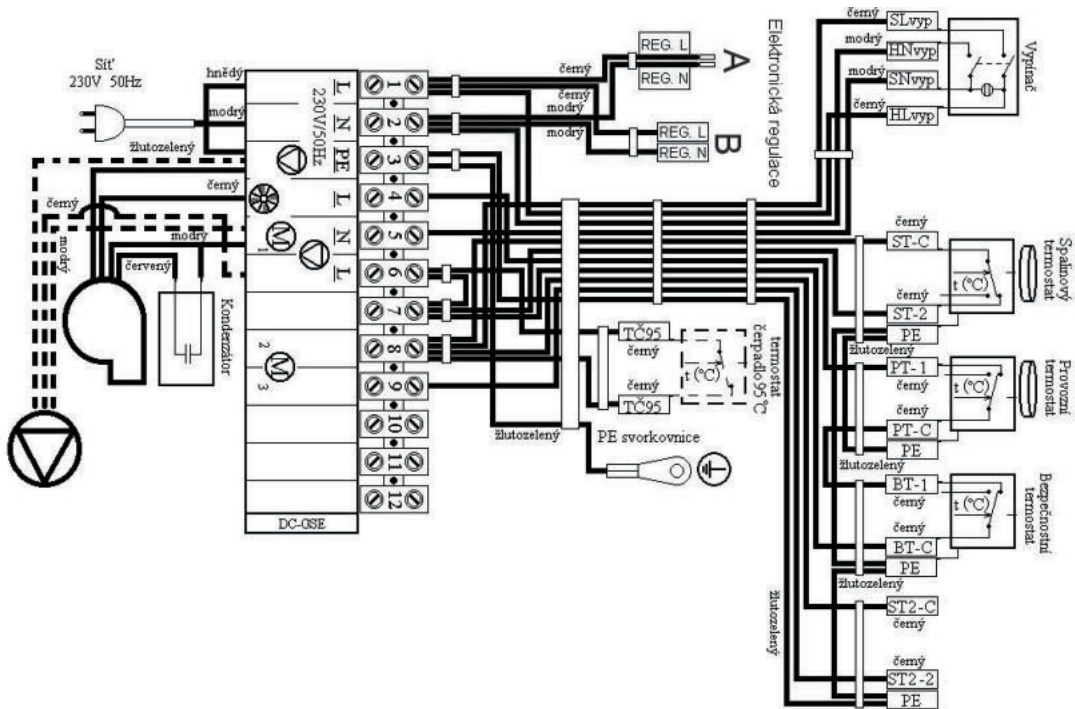 Síť
230V 50Hz
hnědý
modrý
žlutozelený
černý
černý
modrý
modrý
červený
Kondenzátor
230V/50Hz
L
N
PE
L
N
L
M
1
2
M
3
DC-GSE
1
2
3
4
5
6
7
8
9
10
11
12
černý
černý
modrý
modrý
REG. L
REG. N
A
REG. L
REG. N
B
Elektronická regulace
TČ95
černý
černý
TČ95
t (°C)
termostat
čerpadlo 95°C
žlutozelený
PE svorkovnice
černý
SLvyp
modrý
HNvyp
modrý
SNvyp
černý
HLvyp
Vypínač
černý
ST-C
černý
ST-2
PE
žlutozelený
t (°C)
Spalinový
termostat
PT-1
černý
černý
PT-C
PE
žlutozelený
t (°C)
Provozní
termostat
BT-1
černý
černý
BT-C
PE
žlutozelený
t (°C)
Bezpečnostní
termostat
ST2-C
černý
černý
ST2-2
PE
žlutozelený